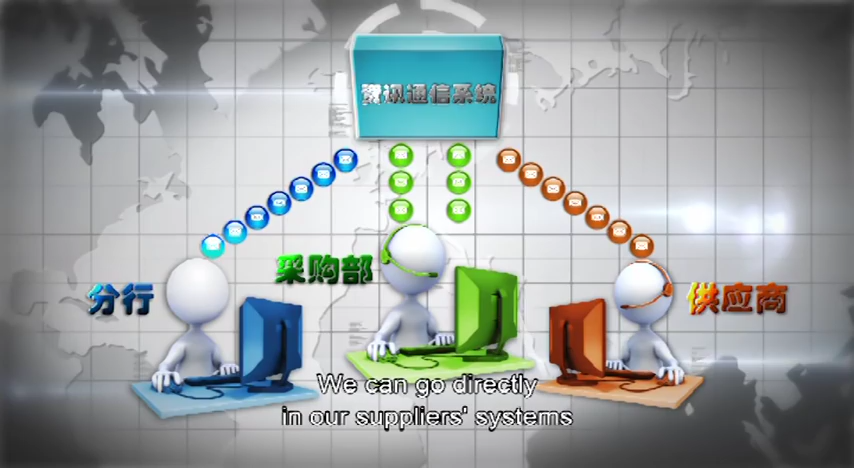 资讯通信系统
采购部
分行
供应商
We can go directly
in our suppliers' systems